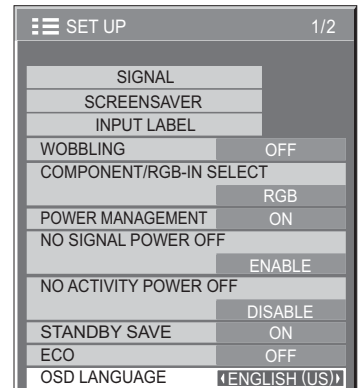 SET UP 1/2
SIGNAL
SCREENSAVER
INPUT LABEL
WOBBLING OFF
COMPONENT/RGB-IN SELECT
RGB
POWER MANAGEMENT ON
NO SIGNAL POWER OFF
ENABLE
NO ACTIVITY POWER OFF
DISABLE
STANDBY SAVE ON
ECO OFF
OSD LANGUAGE ENGLISH (US)